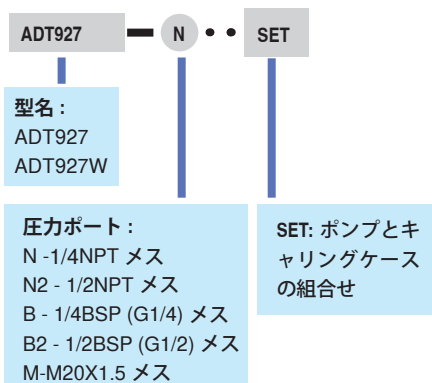 ADT927 — N • • SET
型名：
ADT927
ADT927W
圧力ポート：
N -1/4NPT メス
N2 - 1/2NPT メス
B - 1/4BSP (G1/4) メス
B2 - 1/2BSP (G1/2) メス
M-M20X1.5 メス
SET: ポンプとキ
ャリングケース
の組合せ